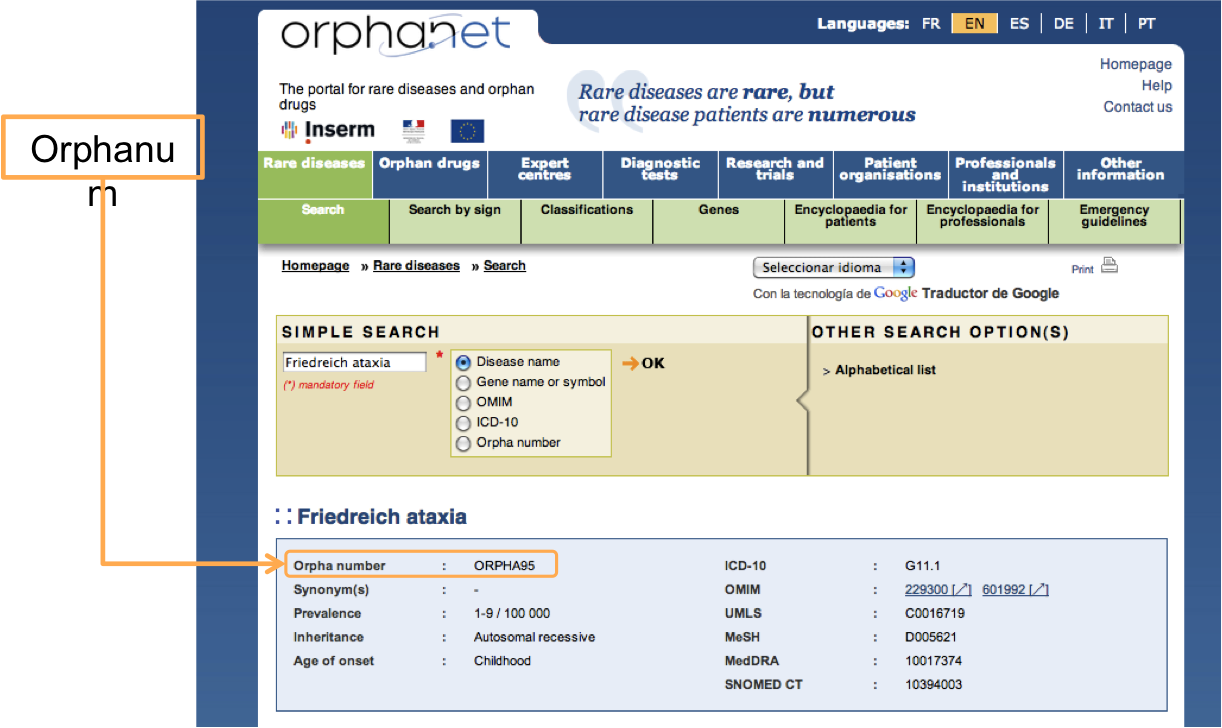 orphanet
Languages: FR EN ES DE IT PT
Homepage
Help
Contact us
The portal for rare diseases and orphan
drugs
Inserm
Rare diseases are rare, but
rare disease patients are numerous
Orphanu
m
Rare diseases
Orphan drugs
Expert
centres
Diagnostic
tests
Research and
trials
Patient
organisations
Professionals
and
institutions
Other
information
Search
Search by sign
Classifications
Genes
Encyclopaedia for
patients
Encyclopaedia for
professionals
Emergency
guidelines
Homepage » Rare diseases » Search
Seleccionar idioma
Print
Con la tecnología de Google Traductor de Google
SIMPLE SEARCH
Friedreich ataxia *
(*) mandatory field
Disease name
Gene name or symbol
OMIM
ICD-10
Orpha number
OK
OTHER SEARCH OPTION(S)
> Alphabetical list
:: Friedreich ataxia
Orpha number : ORPHA95
Synonym(s) : -
Prevalence : 1-9 / 100 000
Inheritance : Autosomal recessive
Age of onset : Childhood
ICD-10 : G11.1
OMIM : 229300 [↗] 601992 [↗]
UMLS : C0016719
MeSH : D005621
MedDRA : 10017374
SNOMED CT : 10394003